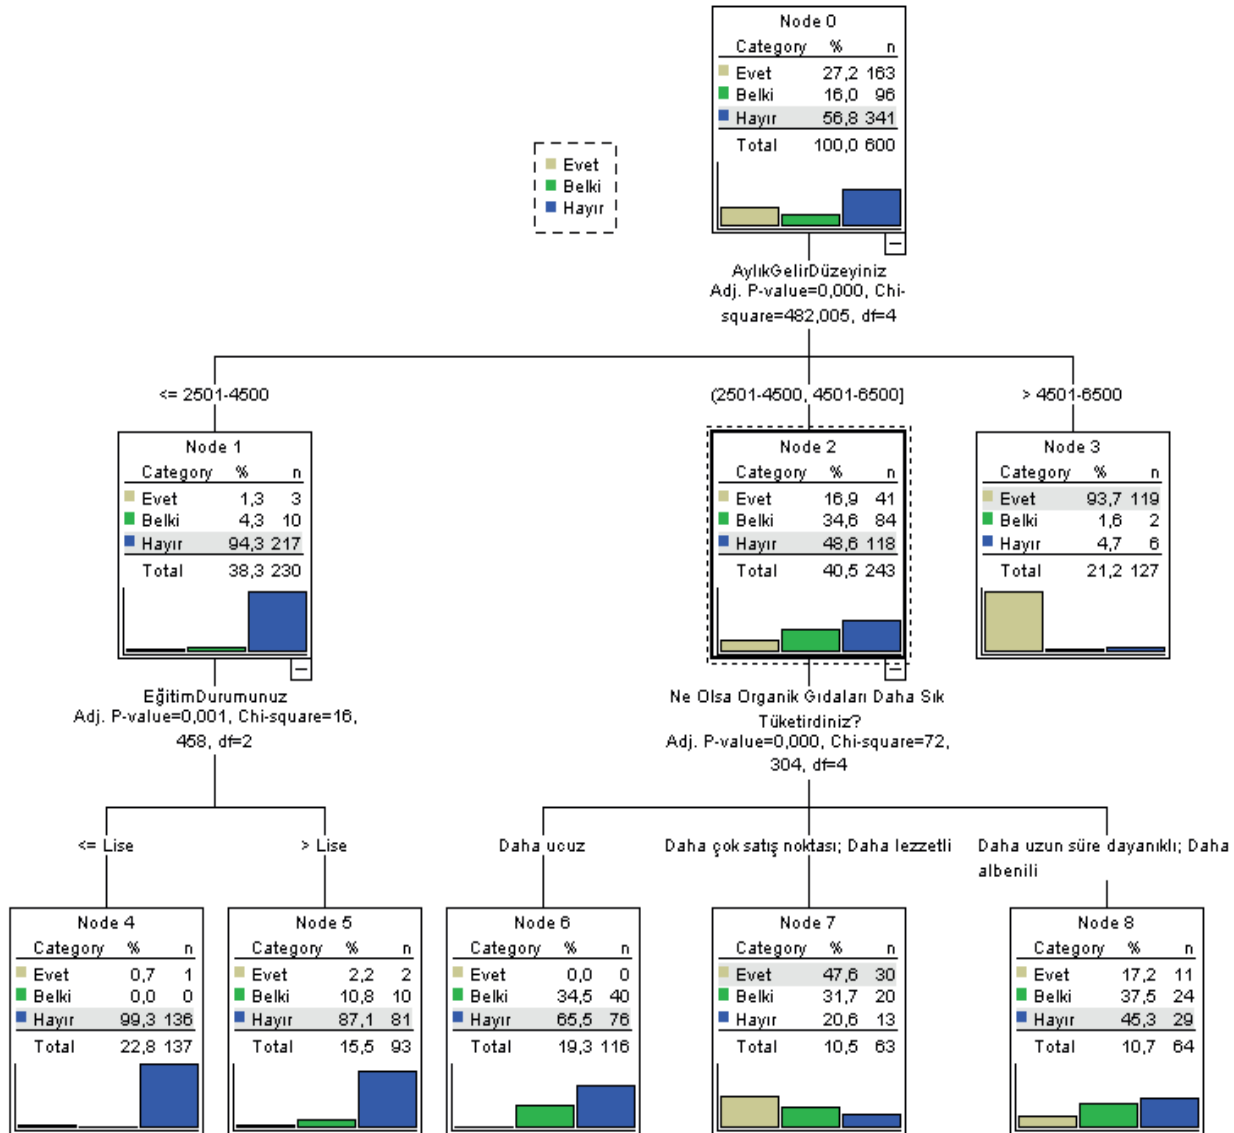 Node 0
Category % n
Evet 27,2 163
Belki 16,0 96
Hayır 56,8 341
Total 100,0 600
Evet
Belki
Hayır
AylıkGelirDüzeyiniz
Adj. P-value=0,000, Chi-
square=482,005, df=4
<= 2501-4500
(2501-4500, 4501-6500]
> 4501-6500
Node 1
Category % n
Evet 1,3 3
Belki 4,3 10
Hayır 94,3 217
Total 38,3 230
Node 2
Category % n
Evet 16,9 41
Belki 34,6 84
Hayır 48,6 118
Total 40,5 243
Node 3
Category % n
Evet 93,7 119
Belki 1,6 2
Hayır 4,7 6
Total 21,2 127
EğitimDurumunuz
Adj. P-value=0,001, Chi-square=16,
458, df=2
Ne Olsa Organik Gıdaları Daha Sık
Tüketirdiniz?
Adj. P-value=0,000, Chi-square=72,
304, df=4
<= Lise
> Lise
Daha ucuz
Daha çok satış noktası; Daha lezzetli
Daha uzun süre dayanıklı; Daha
albenili
Node 4
Category % n
Evet 0,7 1
Belki 0,0 0
Hayır 99,3 136
Total 22,8 137
Node 5
Category % n
Evet 2,2 2
Belki 10,8 10
Hayır 87,1 81
Total 15,5 93
Node 6
Category % n
Evet 0,0 0
Belki 34,5 40
Hayır 65,5 76
Total 19,3 116
Node 7
Category % n
Evet 47,6 30
Belki 31,7 20
Hayır 20,6 13
Total 10,5 63
Node 8
Category % n
Evet 17,2 11
Belki 37,5 24
Hayır 45,3 29
Total 10,7 64